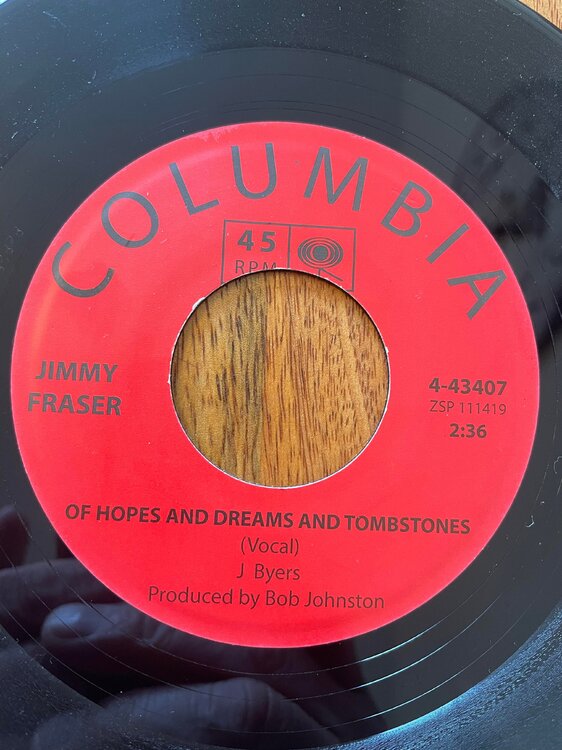 COLUMBIA
45
RPM
JIMMY
FRASER
4-43407
ZSP 111419
2:36
OF HOPES AND DREAMS AND TOMBSTONES
(Vocal)
J Byers
Produced by Bob Johnston